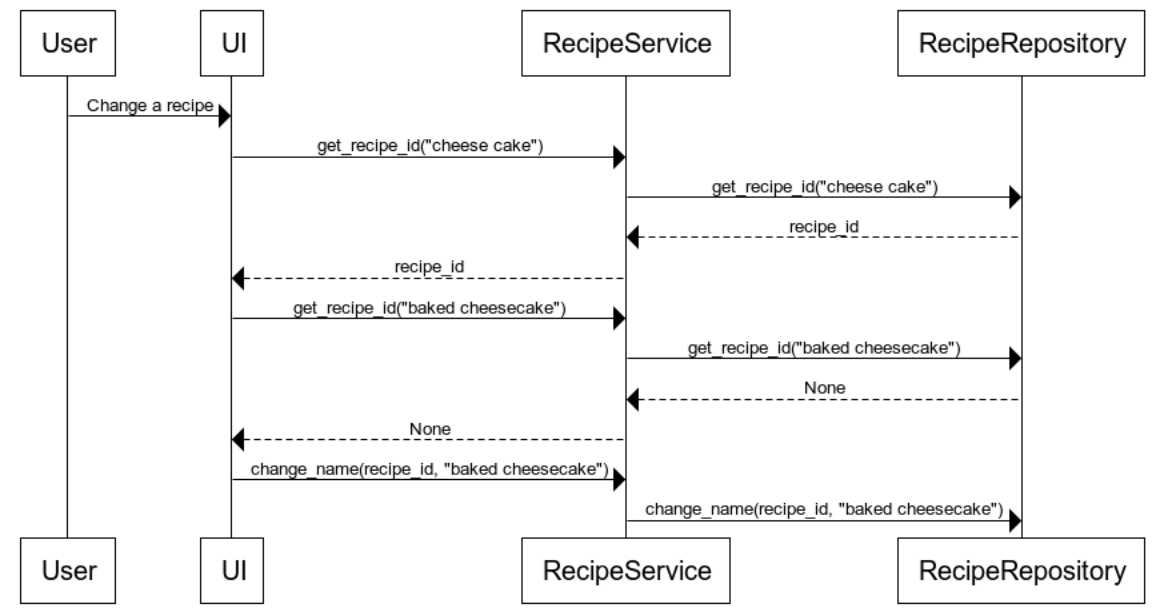 User UI RecipeService RecipeRepository
Change a recipe
get_recipe_id("cheese cake")
get_recipe_id("cheese cake")
recipe_id
recipe_id
get_recipe_id("baked cheesecake")
get_recipe_id("baked cheesecake")
None
None
change_name(recipe_id, "baked cheesecake")
change_name(recipe_id, "baked cheesecake")
User UI RecipeService RecipeRepository